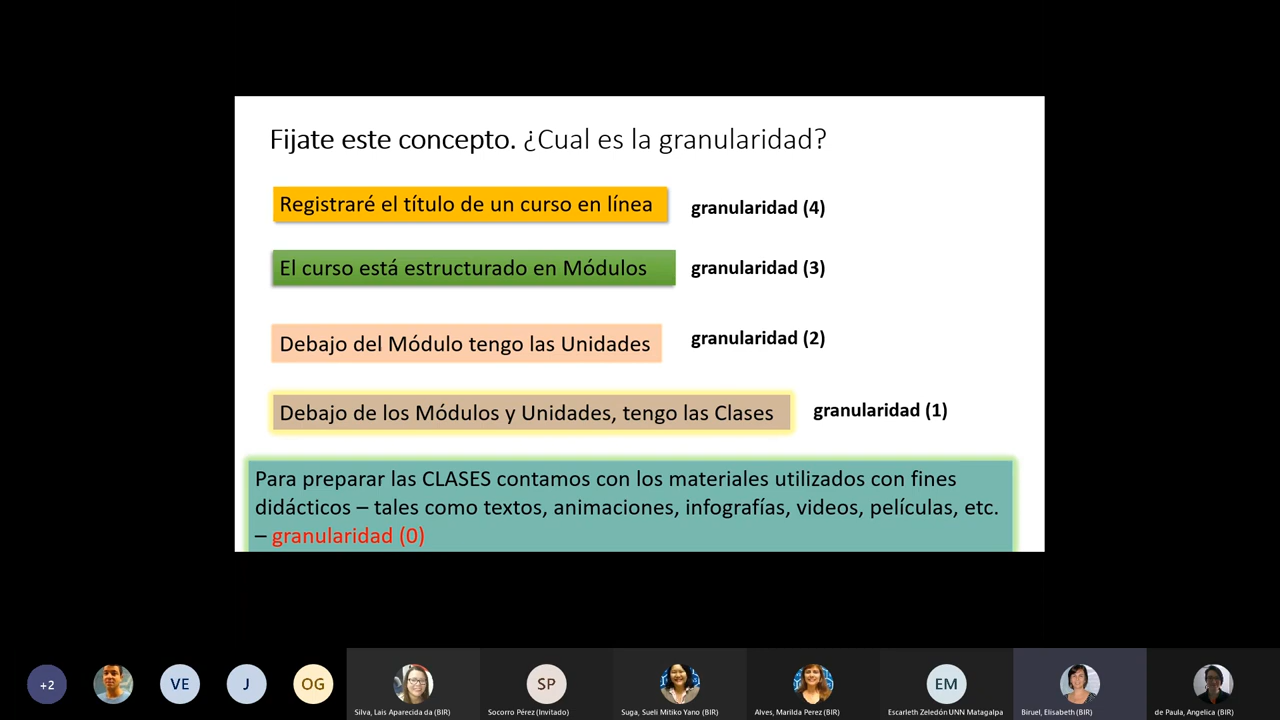 Fijate este concepto. ¿Cual es la granularidad?
Registraré el título de un curso en línea
granularidad (4)
El curso está estructurado en Módulos
granularidad (3)
Debajo del Módulo tengo las Unidades
granularidad (2)
Debajo de los Módulos y Unidades, tengo las Clases
granularidad (1)
Para preparar las CLASES contamos con los materiales utilizados con fines
didácticos – tales como textos, animaciones, infografías, videos, películas, etc.
– granularidad (0)
+2
VE
J
OG
SP
EM
Silva, Lais Aparecida da (BIR)
Socorro Pérez (Invitado)
Suga, Sueli Mitiko Yano (BIR)
Alves, Marilda Perez (BIR)
Escarleth Zeledón UNN Matagalpa
Biruel, Elisabeth (BIR)
de Paula, Angelica (BIR)